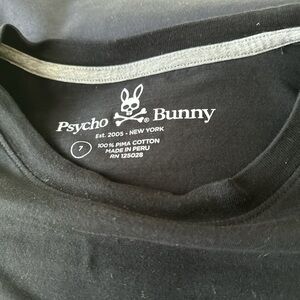 Psycho ® Bunny
Est. 2005 - NEW YORK
7
100% PIMA COTTON
MADE IN PERU
RN 125028